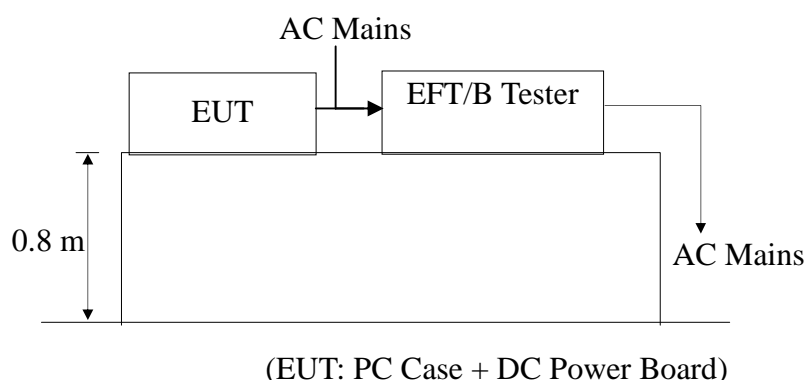 AC Mains
EUT
EFT/B Tester
0.8 m
AC Mains
(EUT: PC Case + DC Power Board)